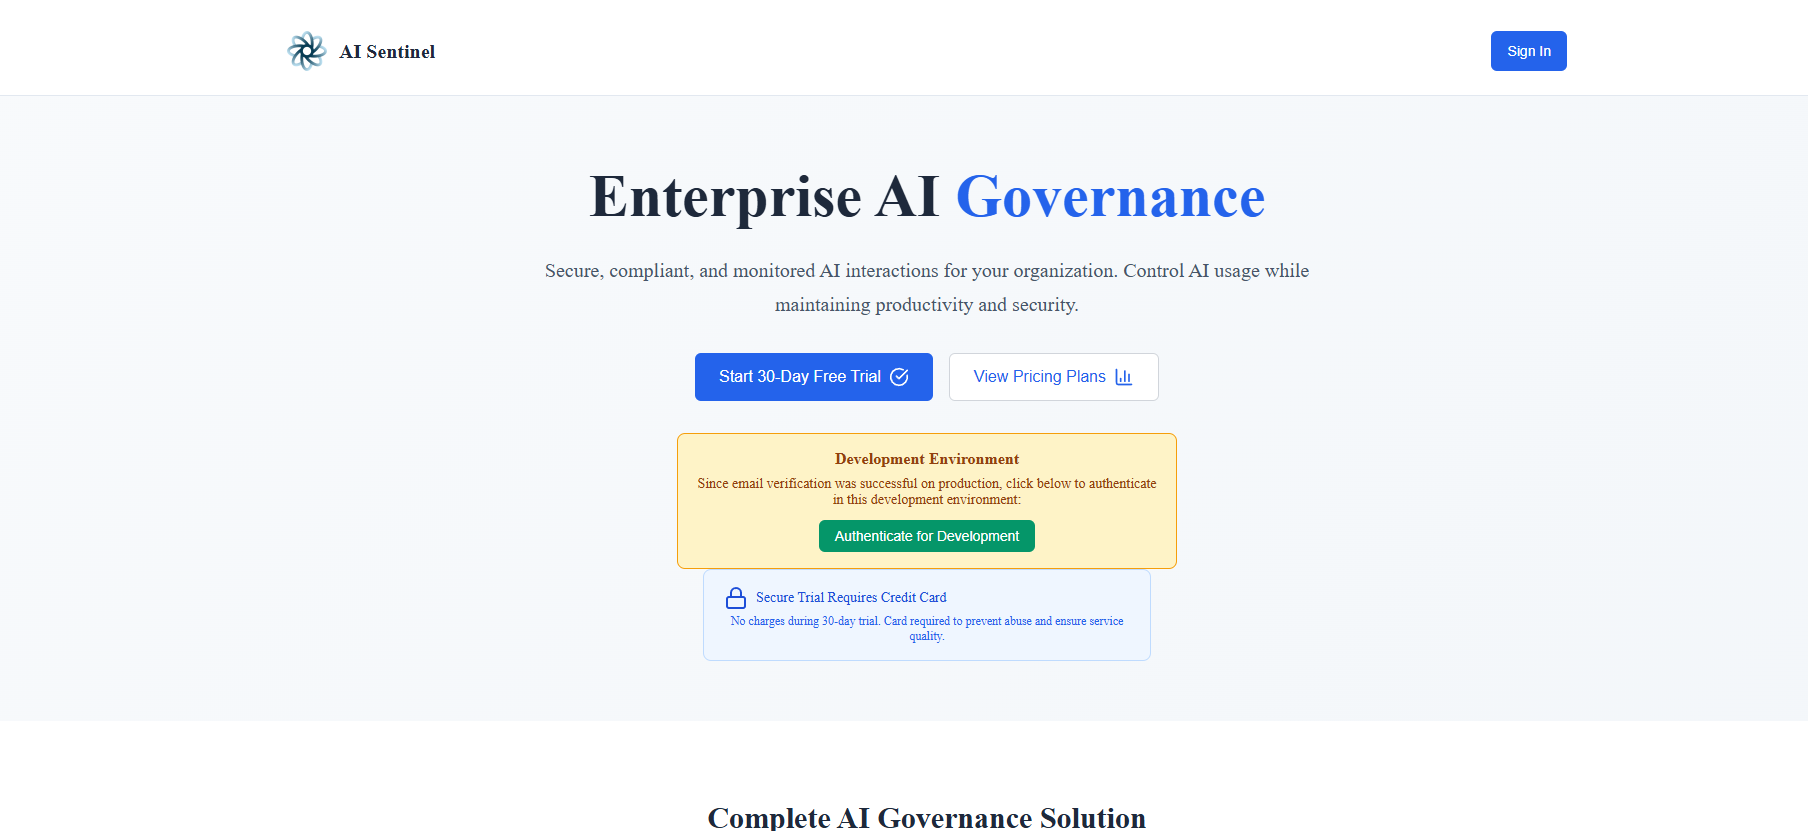 AI Sentinel
Sign In
Enterprise AI Governance
Secure, compliant, and monitored AI interactions for your organization. Control AI usage while
maintaining productivity and security.
Start 30-Day Free Trial
View Pricing Plans
Development Environment
Since email verification was successful on production, click below to authenticate
in this development environment:
Authenticate for Development
Secure Trial Requires Credit Card
No charges during 30-day trial. Card required to prevent abuse and ensure service
quality.
Complete AI Governance Solution